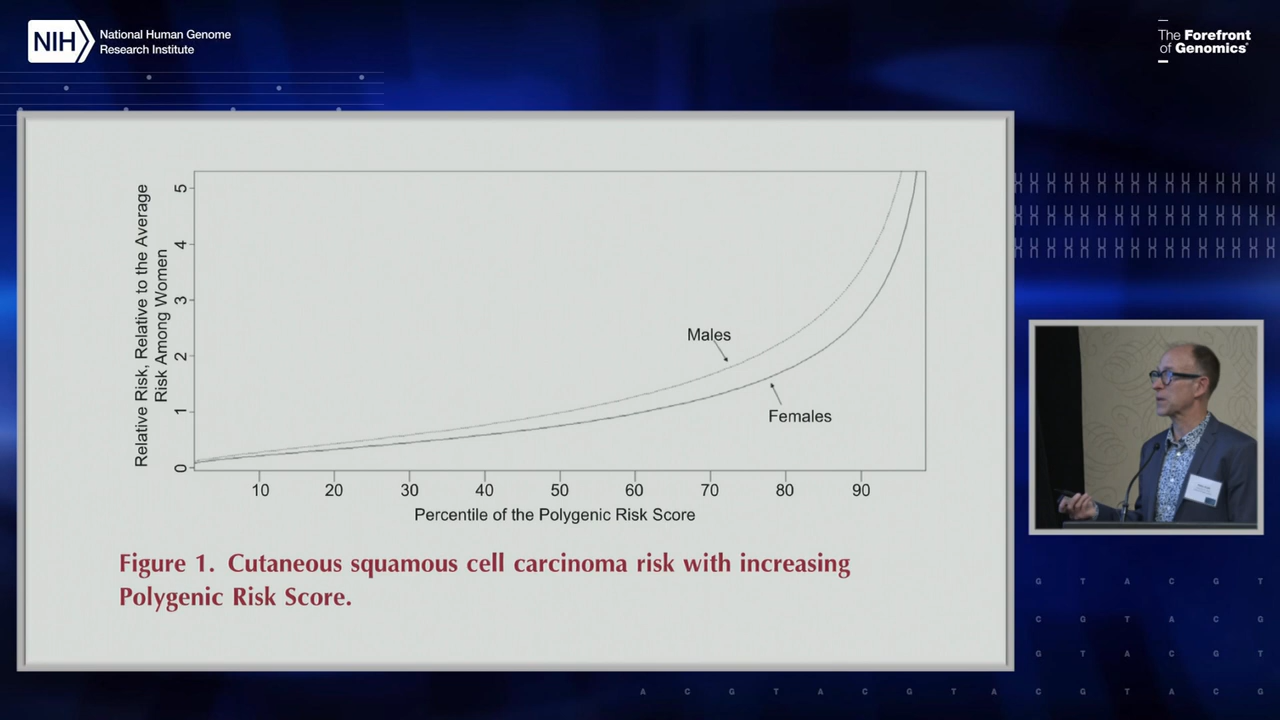 NIH
National Human Genome
Research Institute
The Forefront
of Genomics®
Relative Risk, Relative to the Average
Risk Among Women
5
4
3
2
1
0
Males
Females
10 20 30 40 50 60 70 80 90
Percentile of the Polygenic Risk Score
Figure 1. Cutaneous squamous cell carcinoma risk with increasing
Polygenic Risk Score.
G T A C G T
A C G T A C G
G T A C G T
A C G T A C G T A C G T A C G